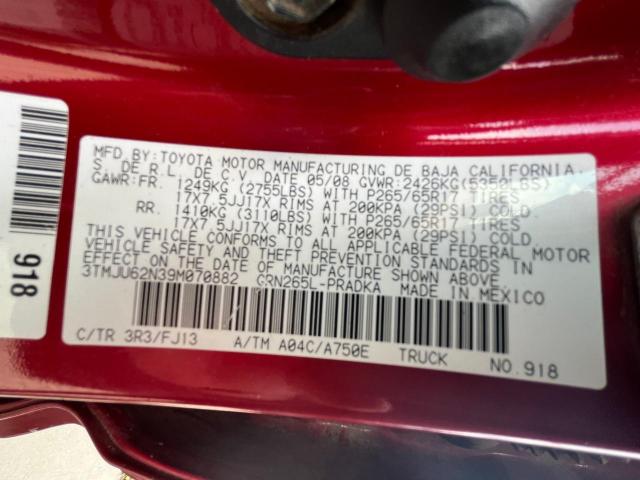 MFD.BY:TOYOTA MOTOR MANUFACTURING DE BAJA CALIFORNIA
S. DE R.L. DE C.V. DATE 05/08 GVWR:2426KG(5350LBS)
GAWR:FR. 1249KG (2755LBS) WITH P265/65R17 TIRES
17X7.5JJ17X RIMS AT 200KPA (29PSI) COLD
RR. 1410KG (3110LBS) WITH P265/65R17 TIRES
17X7.5JJ17X RIMS AT 200KPA (29PSI) COLD
THIS VEHICLE CONFORMS TO ALL APPLICABLE FEDERAL MOTOR
VEHICLE SAFETY AND THEFT PREVENTION STANDARDS IN
EFFECT ON THE DATE OF MANUFACTURE SHOWN ABOVE.
3TMJU62N39M070882 GRN265L-PRADKA MADE IN MEXICO
C/TR 3R3/FJ13 A/TM A04C/A750E TRUCK NO.918
918